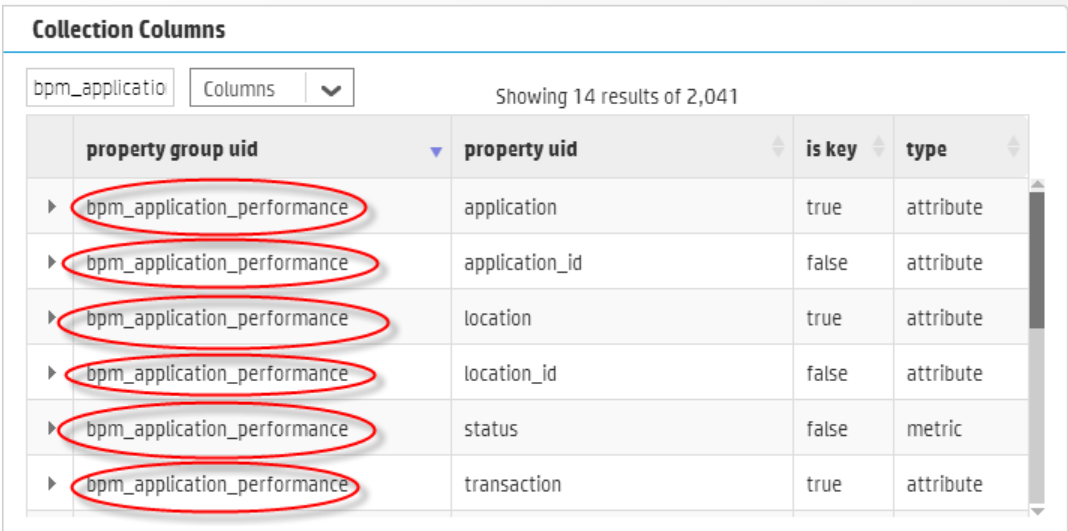 Collection Columns
bpm_applicatio Columns Showing 14 results of 2,041
property group uid property uid is key type
bpm_application_performance application true attribute
bpm_application_performance application_id false attribute
bpm_application_performance location true attribute
bpm_application_performance location_id false attribute
bpm_application_performance status false metric
bpm_application_performance transaction true attribute